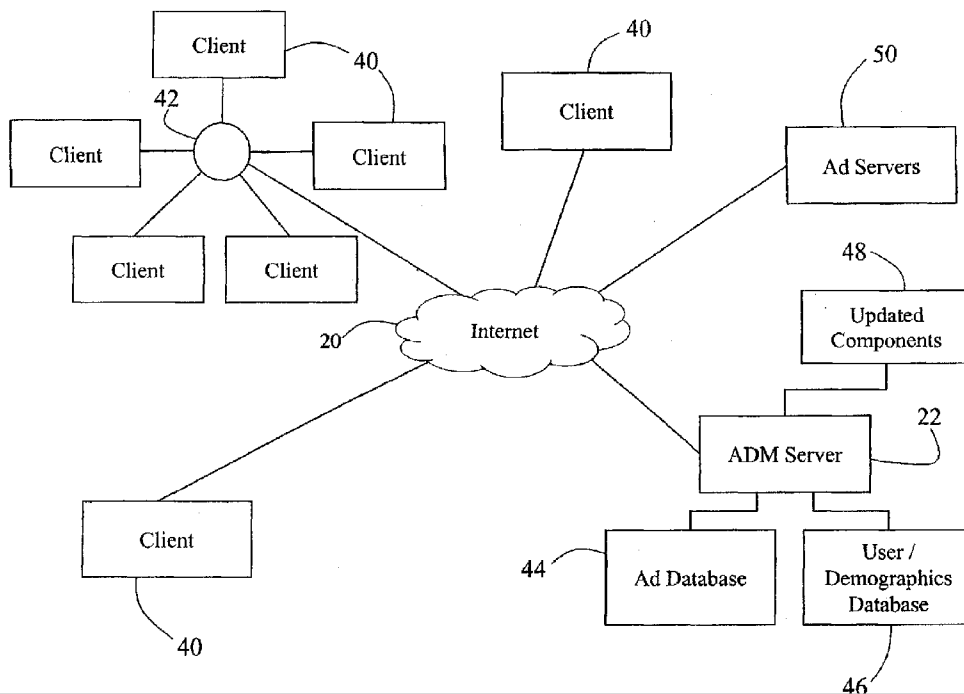 Client
40
40
50
42
Client
Client
Client
Ad Servers
Client
Client
48
20
Internet
Updated
Components
22
ADM Server
Client
44
Ad Database
User /
Demographics
Database
40
46